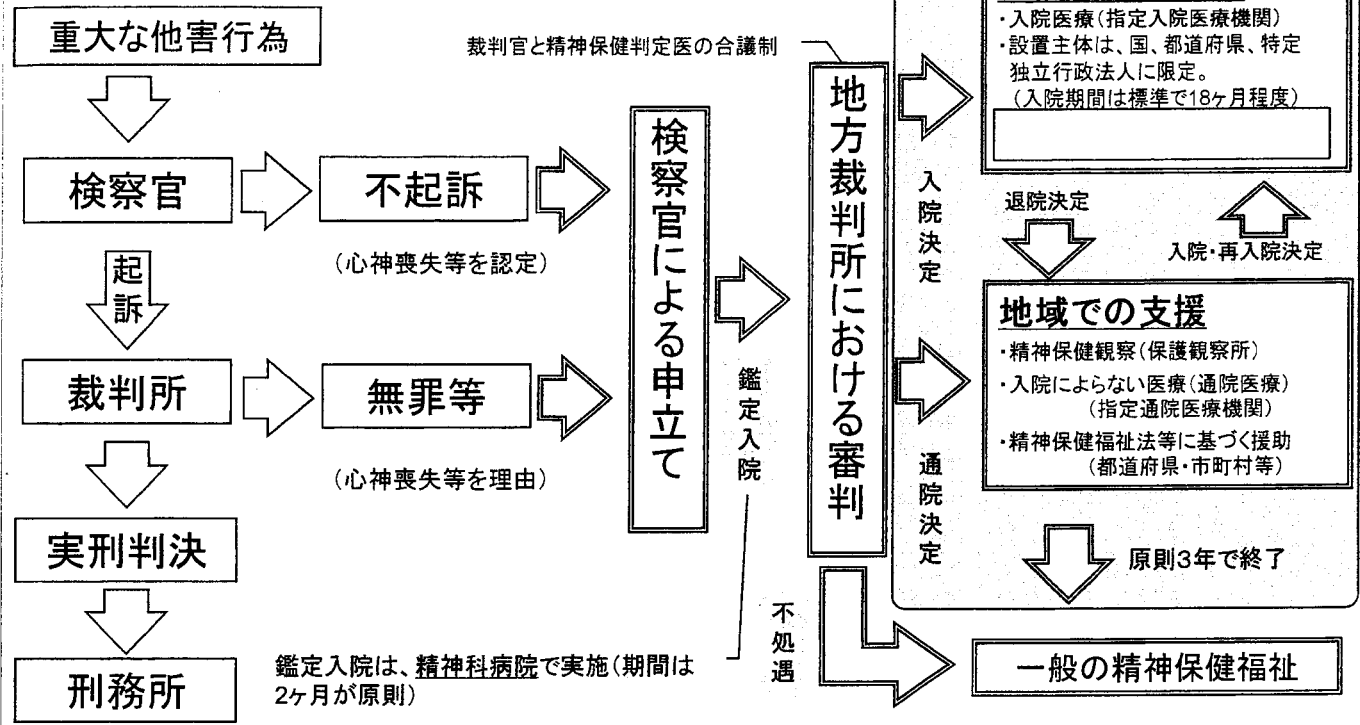 重大な他害行為
検察官
起訴
裁判所
実刑判決
刑務所
不起訴
(心神喪失等を認定)
無罪等
(心神喪失等を理由)
検察官による申立て
鑑定入院
鑑定入院は、精神科病院で実施(期間は
2ヶ月が原則)
裁判官と精神保健判定医の合議制
地方裁判所における審判
入院決定
通院決定
不処遇
・入院医療(指定入院医療機関)
・設置主体は、国、都道府県、特定
独立行政法人に限定。
(入院期間は標準で18ヶ月程度)
退院決定
入院・再入院決定
地域での支援
・精神保健観察(保護観察所)
・入院によらない医療(通院医療)
(指定通院医療機関)
・精神保健福祉法等に基づく援助
(都道府県・市町村等)
原則3年で終了
一般の精神保健福祉